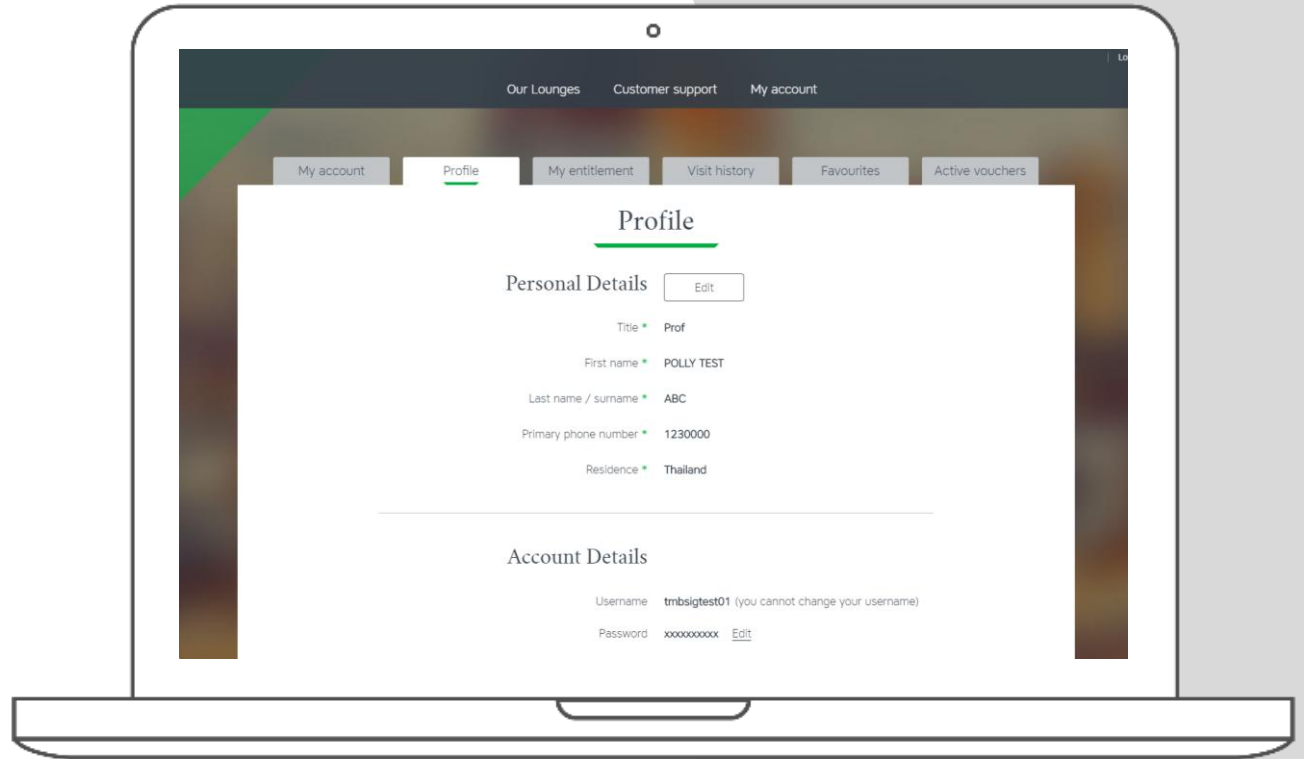 Our Lounges Customer support My account
My account Profile My entitlement Visit history Favourites Active vouchers
Profile
Personal Details Edit
Title * Prof
First name * POLLY TEST
Last name / surname * ABC
Primary phone number * 1230000
Residence * Thailand
Account Details
Username tmbsigtest01 (you cannot change your username)
Password xxxxxxxxxx Edit